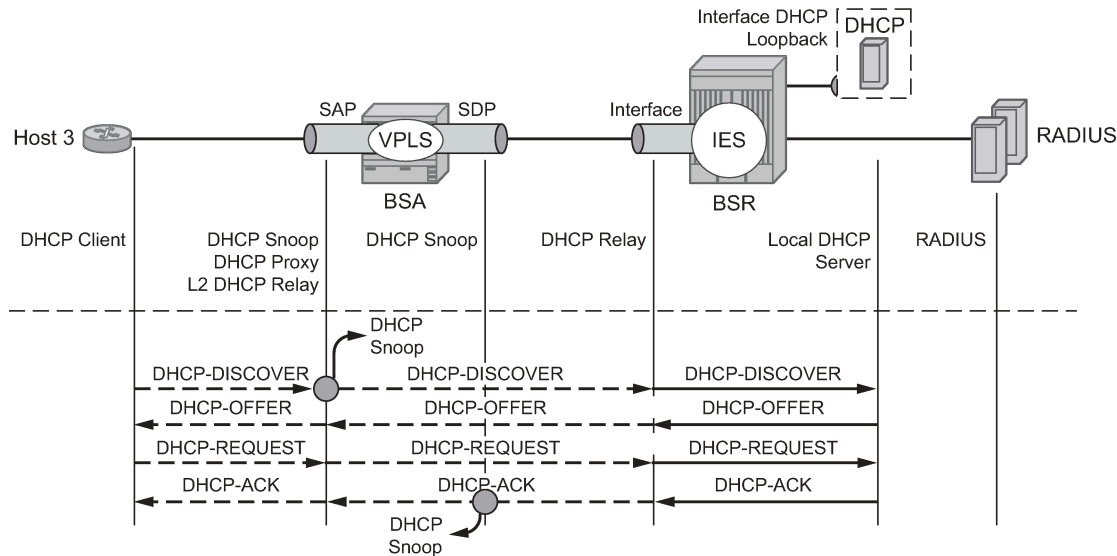 Interface DHCP
Loopback
DHCP
SAP
SDP
Interface
Host 3
VPLS
IES
RADIUS
BSA
BSR
DHCP Client
DHCP Snoop
DHCP Proxy
L2 DHCP Relay
DHCP Snoop
DHCP Relay
Local DHCP
Server
RADIUS
DHCP
Snoop
DHCP-DISCOVER
DHCP-DISCOVER
DHCP-DISCOVER
DHCP-OFFER
DHCP-OFFER
DHCP-OFFER
DHCP-REQUEST
DHCP-REQUEST
DHCP-REQUEST
DHCP-ACK
DHCP-ACK
DHCP-ACK
DHCP
Snoop